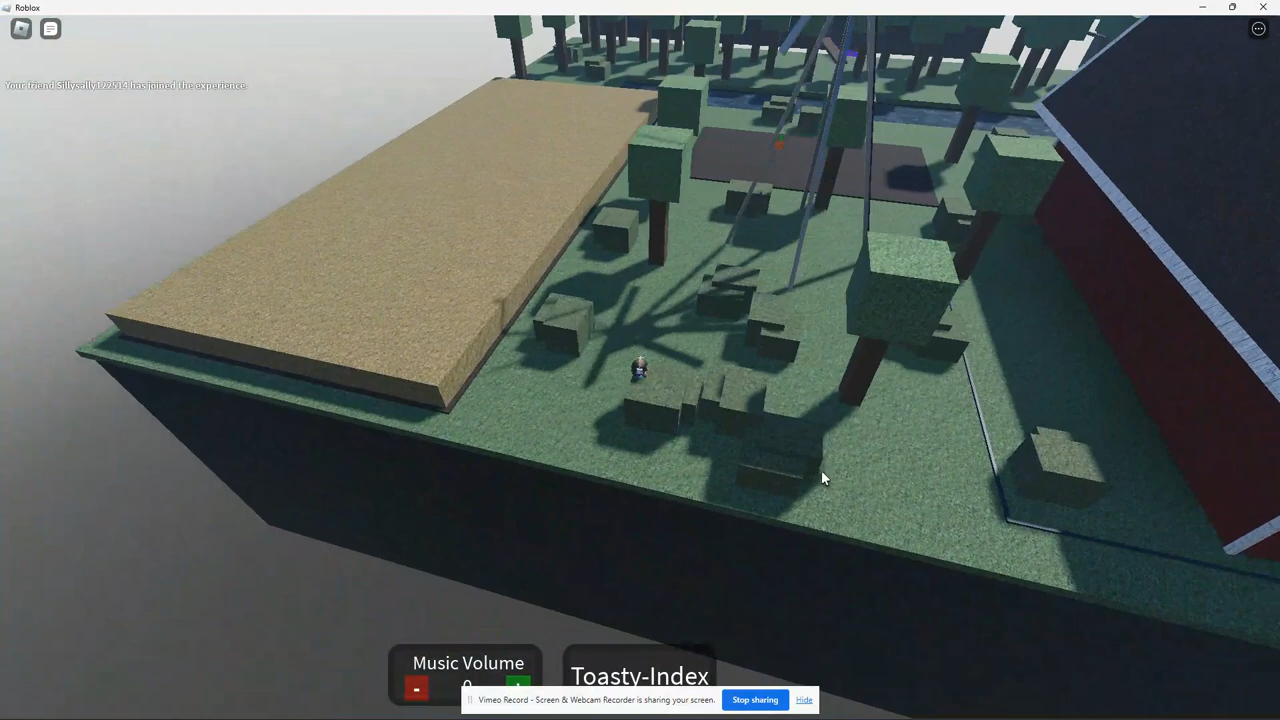 Roblox
Your friend Sillysally122514 has joined the experience.
Music Volume
0
- +
Toasty-Index
Vimeo Record - Screen & Webcam Recorder is sharing your screen.
Stop sharing
Hide